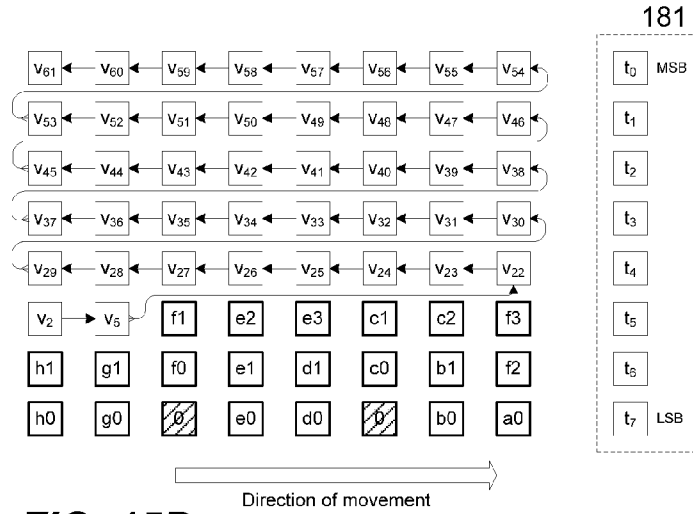 181
v61 v60 v59 v58 v57 v56 v55 v54 t0 MSB
v53 v52 v51 v50 v49 v48 v47 v46 t1
v45 v44 v43 v42 v41 v40 v39 v38 t2
v37 v36 v35 v34 v33 v32 v31 v30 t3
v29 v28 v27 v26 v25 v24 v23 v22 t4
v2 v5 f1 e2 e3 c1 c2 f3 t5
h1 g1 f0 e1 d1 c0 b1 f2 t6
h0 g0 0 e0 d0 0 b0 a0 t7 LSB
Direction of movement